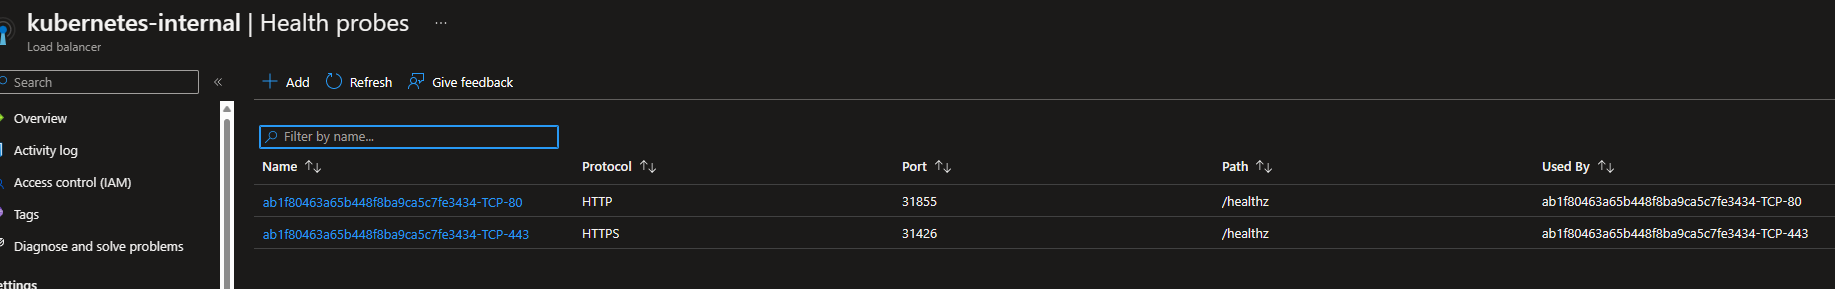 kubernetes-internal | Health probes ...
Load balancer
Search «
Add Refresh Give feedback
Overview
Activity log
Access control (IAM)
Tags
Diagnose and solve problems
ettings
Filter by name...
Name Protocol Port Path Used By
ab1f80463a65b448f8ba9ca5c7fe3434-TCP-80 HTTP 31855 /healthz ab1f80463a65b448f8ba9ca5c7fe3434-TCP-80
ab1f80463a65b448f8ba9ca5c7fe3434-TCP-443 HTTPS 31426 /healthz ab1f80463a65b448f8ba9ca5c7fe3434-TCP-443